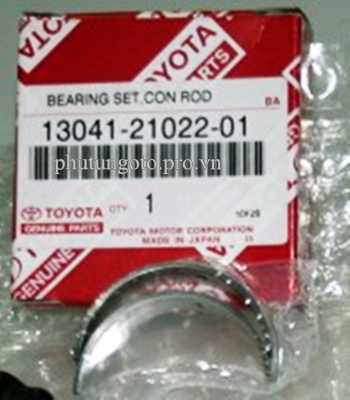 TOYOTA
GENUINE
PARTS
BEARING SET, CON ROD
BA
13041-21022-01
phutungoto.pro.vn
TOYOTA
GENUINE PARTS
QTY 1
TOYOTA MOTOR CORPORATION
MADE IN JAPAN